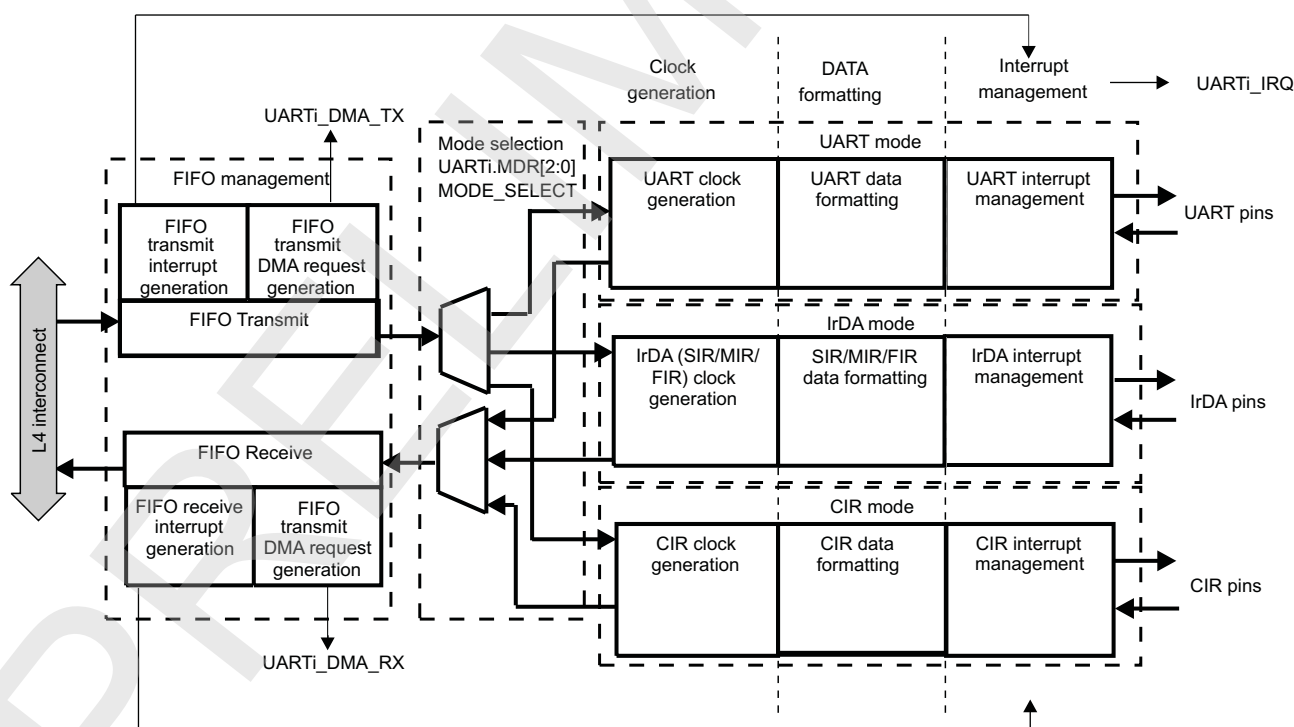 Clock
generation
DATA
formatting
Interrupt
management
UARTi_IRQ
UARTi_DMA_TX
Mode selection
UARTi.MDR[2:0]
MODE_SELECT
FIFO management
FIFO
transmit
interrupt
generation
FIFO
transmit
DMA request
generation
FIFO Transmit
L4 interconnect
FIFO Receive
FIFO receive
interrupt
generation
FIFO
transmit
DMA request
generation
UARTi_DMA_RX
UART mode
UART clock
generation
UART data
formatting
UART interrupt
management
UART pins
IrDA mode
IrDA (SIR/MIR/
FIR) clock
generation
SIR/MIR/FIR
data formatting
IrDA interrupt
management
IrDA pins
CIR mode
CIR clock
generation
CIR data
formatting
CIR interrupt
management
CIR pins
PRELIM